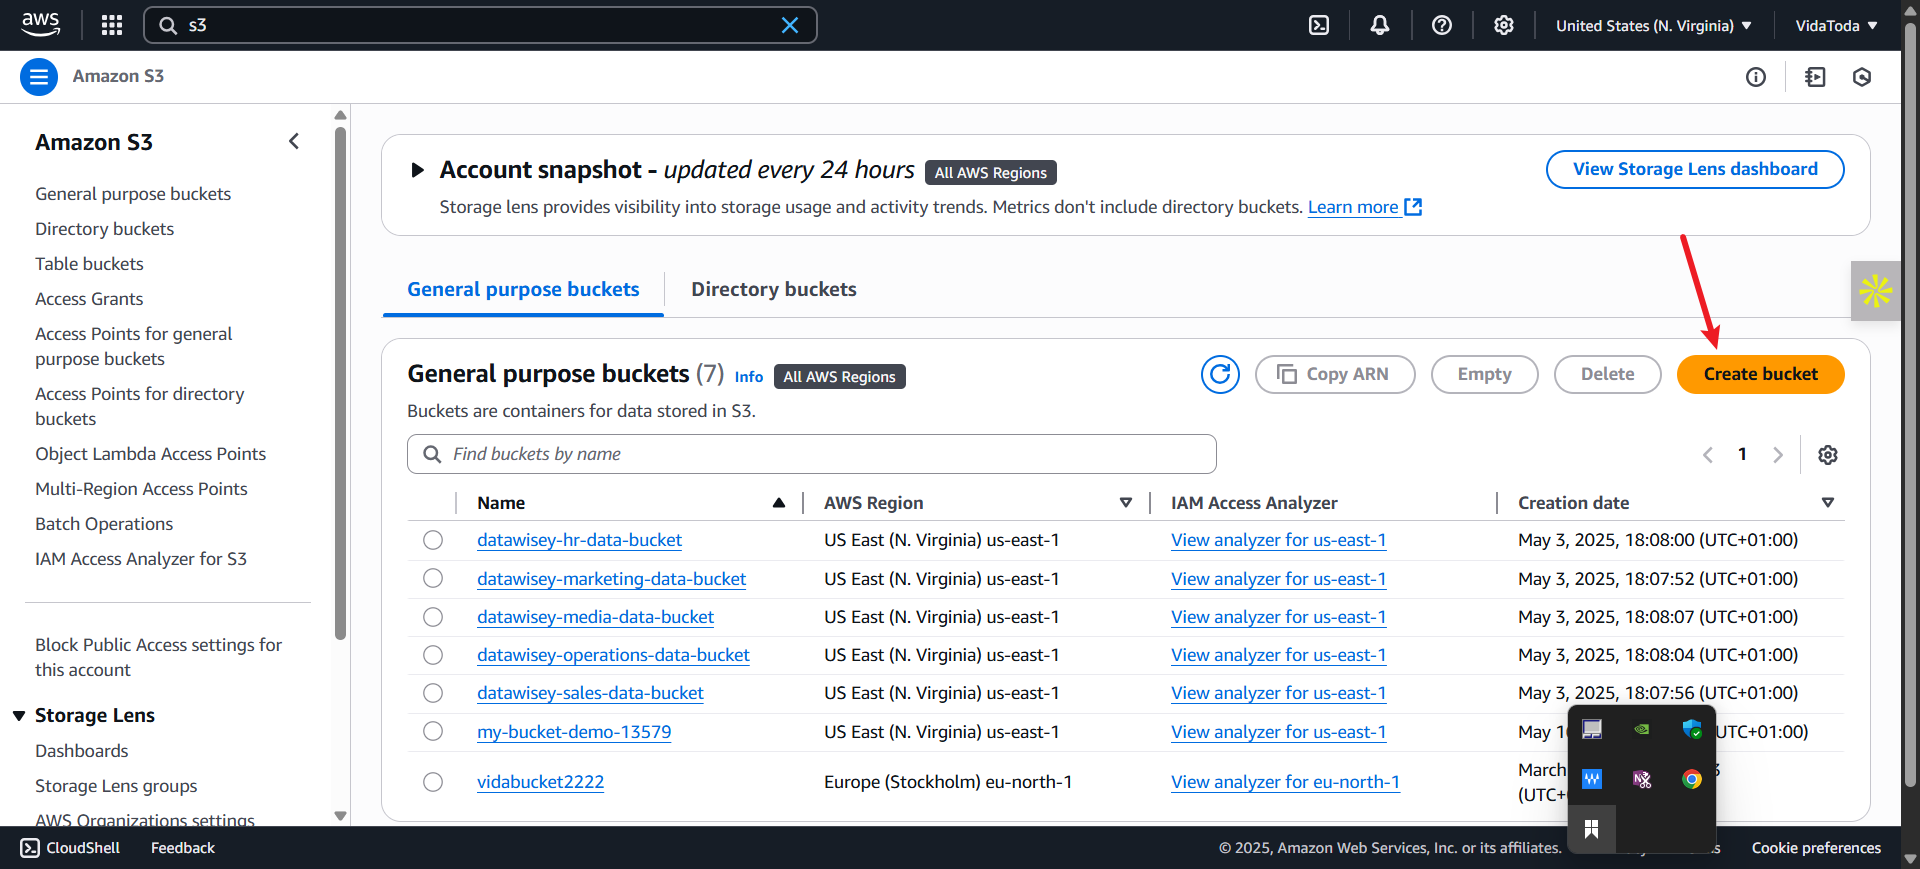 aws
s3
United States (N. Virginia)
VidaToda
Amazon S3
Amazon S3
General purpose buckets
Directory buckets
Table buckets
Access Grants
Access Points for general
purpose buckets
Access Points for directory
buckets
Object Lambda Access Points
Multi-Region Access Points
Batch Operations
IAM Access Analyzer for S3
Block Public Access settings for
this account
Storage Lens
Dashboards
Storage Lens groups
AWS Organizations settings
Account snapshot - updated every 24 hours All AWS Regions
View Storage Lens dashboard
Storage lens provides visibility into storage usage and activity trends. Metrics don't include directory buckets. Learn more
General purpose buckets
Directory buckets
General purpose buckets (7) Info All AWS Regions
Copy ARN
Empty
Delete
Create bucket
Buckets are containers for data stored in S3.
Find buckets by name
1
Name AWS Region IAM Access Analyzer Creation date
datawisey-hr-data-bucket US East (N. Virginia) us-east-1 View analyzer for us-east-1 May 3, 2025, 18:08:00 (UTC+01:00)
datawisey-marketing-data-bucket US East (N. Virginia) us-east-1 View analyzer for us-east-1 May 3, 2025, 18:07:52 (UTC+01:00)
datawisey-media-data-bucket US East (N. Virginia) us-east-1 View analyzer for us-east-1 May 3, 2025, 18:08:07 (UTC+01:00)
datawisey-operations-data-bucket US East (N. Virginia) us-east-1 View analyzer for us-east-1 May 3, 2025, 18:08:04 (UTC+01:00)
datawisey-sales-data-bucket US East (N. Virginia) us-east-1 View analyzer for us-east-1 May 3, 2025, 18:07:56 (UTC+01:00)
my-bucket-demo-13579 US East (N. Virginia) us-east-1 View analyzer for us-east-1 May 1 UTC+01:00)
vidabucket2222 Europe (Stockholm) eu-north-1 View analyzer for eu-north-1 March
(UTC+
CloudShell
Feedback
© 2025, Amazon Web Services, Inc. or its affiliates.
Cookie preferences